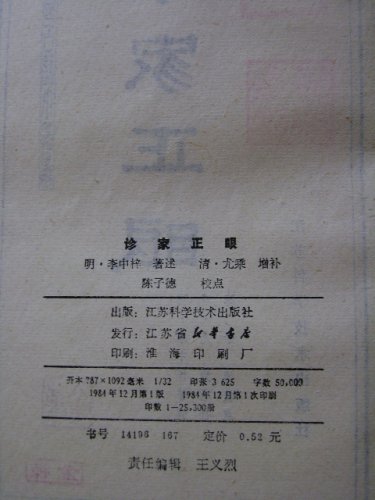 诊家正眼
明·李中梓 著述 清·尤乘 增补
陈子德 校点
出版：江苏科学技术出版社
发行：江苏省新华书店
印刷：淮海印刷厂
开本 787×1092毫米 1/32 印张 3.625 字数 50,000
1984年12月第1版 1984年12月第1次印刷
印数 1-25,300册
书号 14196·167 定价 0.52元
责任编辑 王义烈